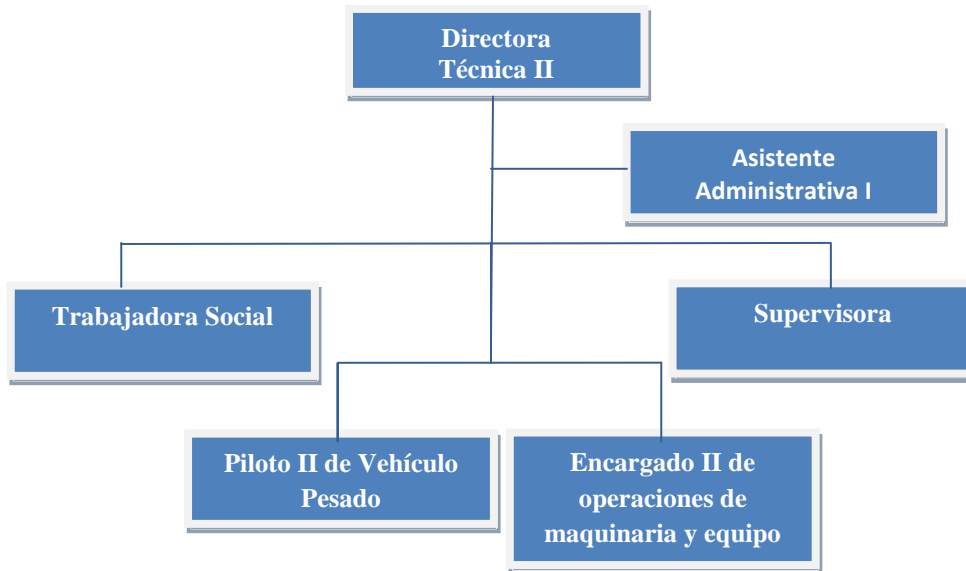 Directora
Técnica II
Asistente
Administrativa I
Trabajadora Social
Supervisora
Piloto II de Vehículo
Pesado
Encargado II de
operaciones de
maquinaria y equipo